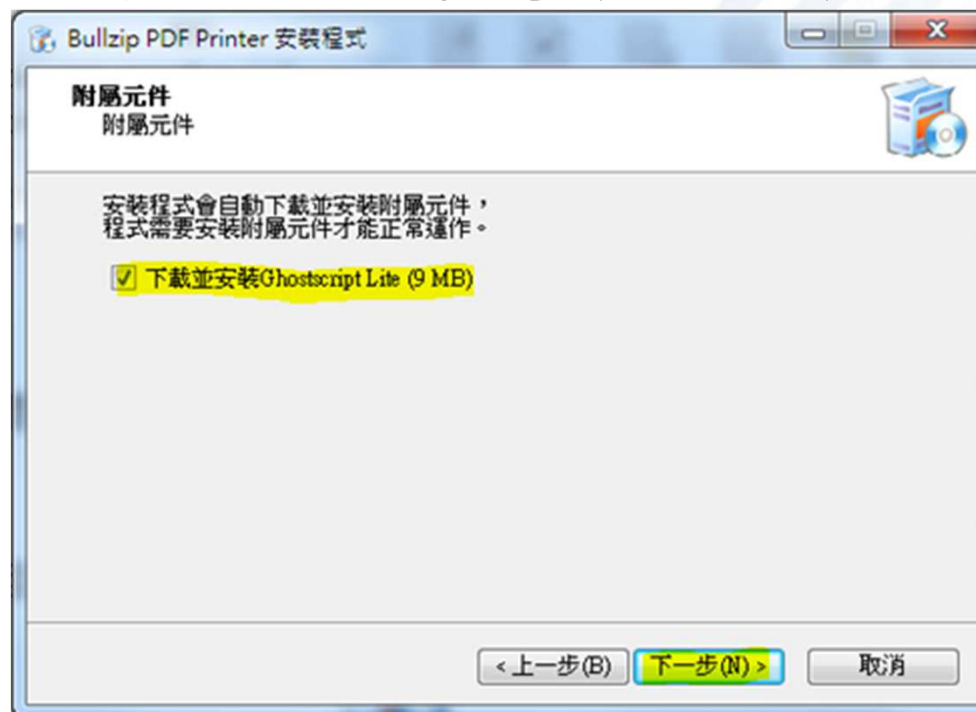 Bullzip PDF Printer 安裝程式
附屬元件
附屬元件
安裝程式會自動下載並安裝附屬元件，
程式需要安裝附屬元件才能正常運作。
下載並安裝Ghostscript Lite (9 MB)
<上一步(B) 下一步(N)> 取消